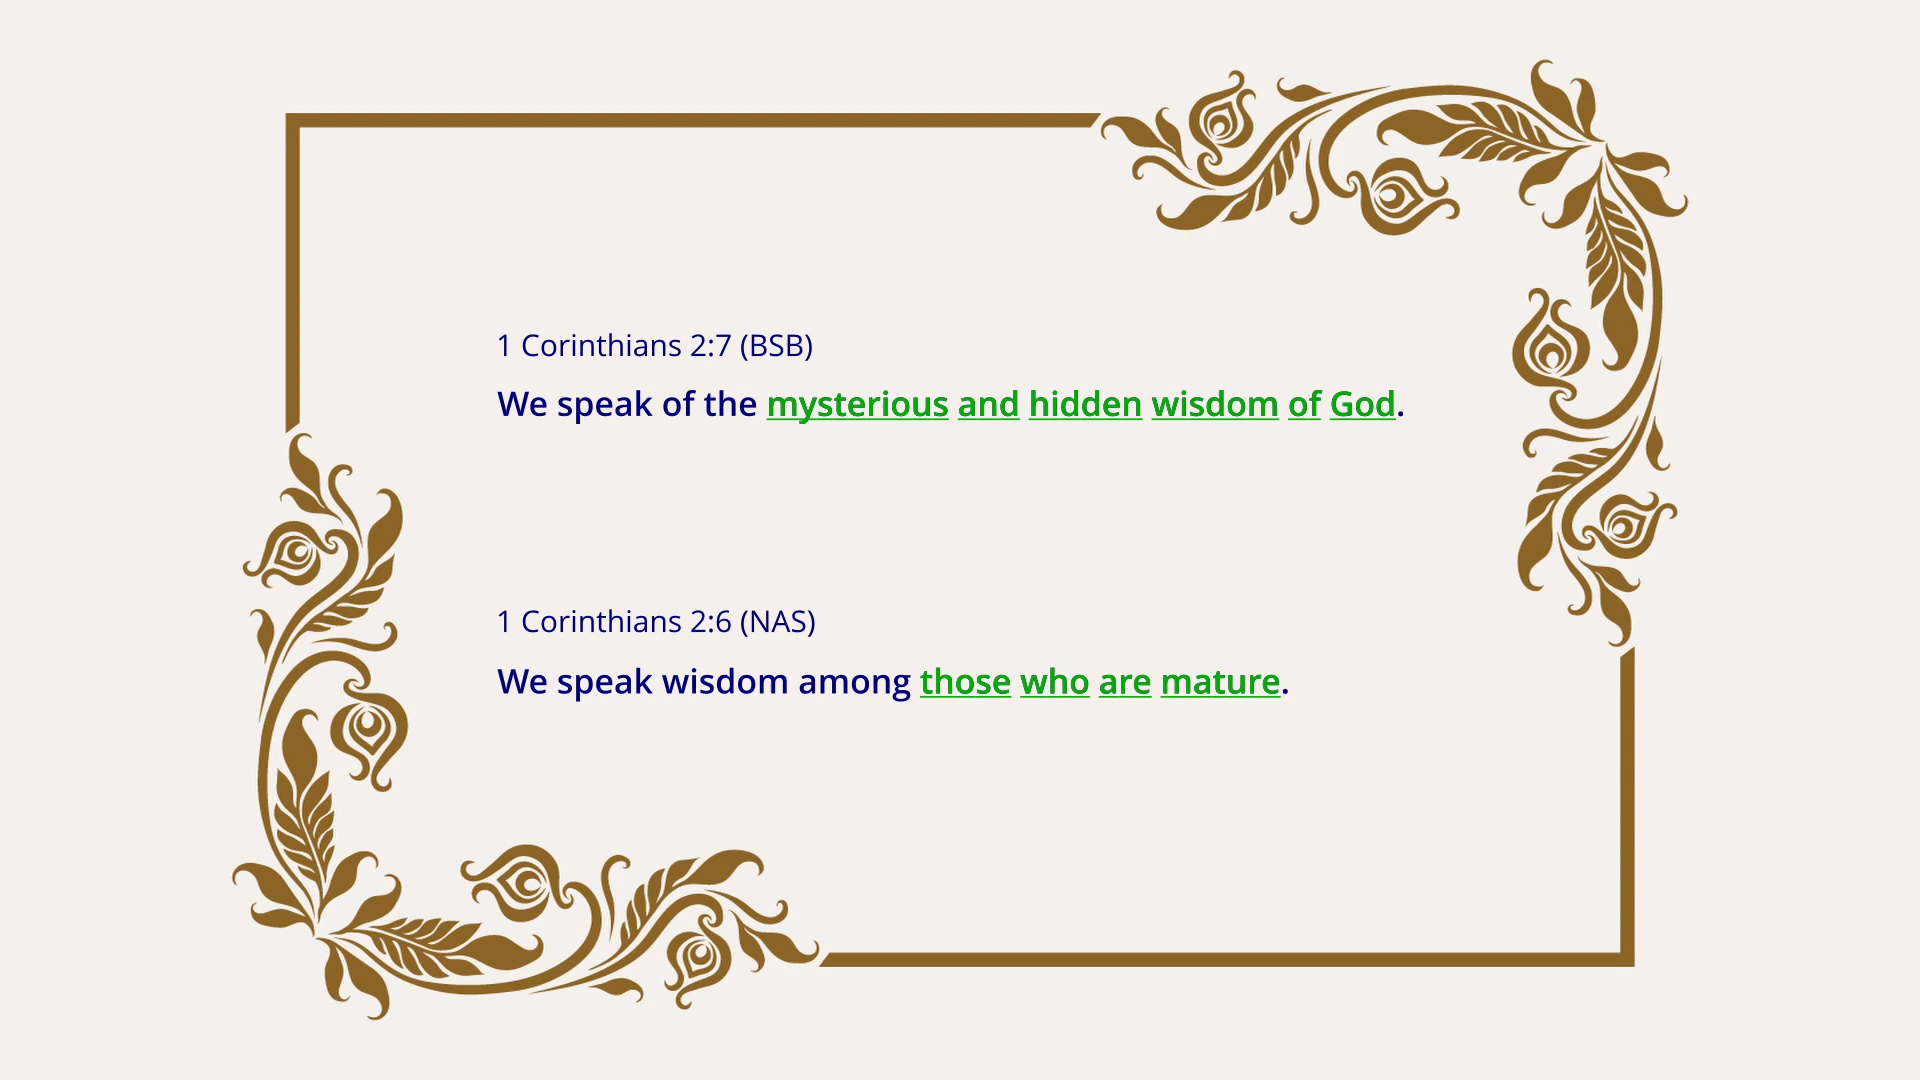 1 Corinthians 2:7 (BSB)
We speak of the mysterious and hidden wisdom of God.
1 Corinthians 2:6 (NAS)
We speak wisdom among those who are mature.